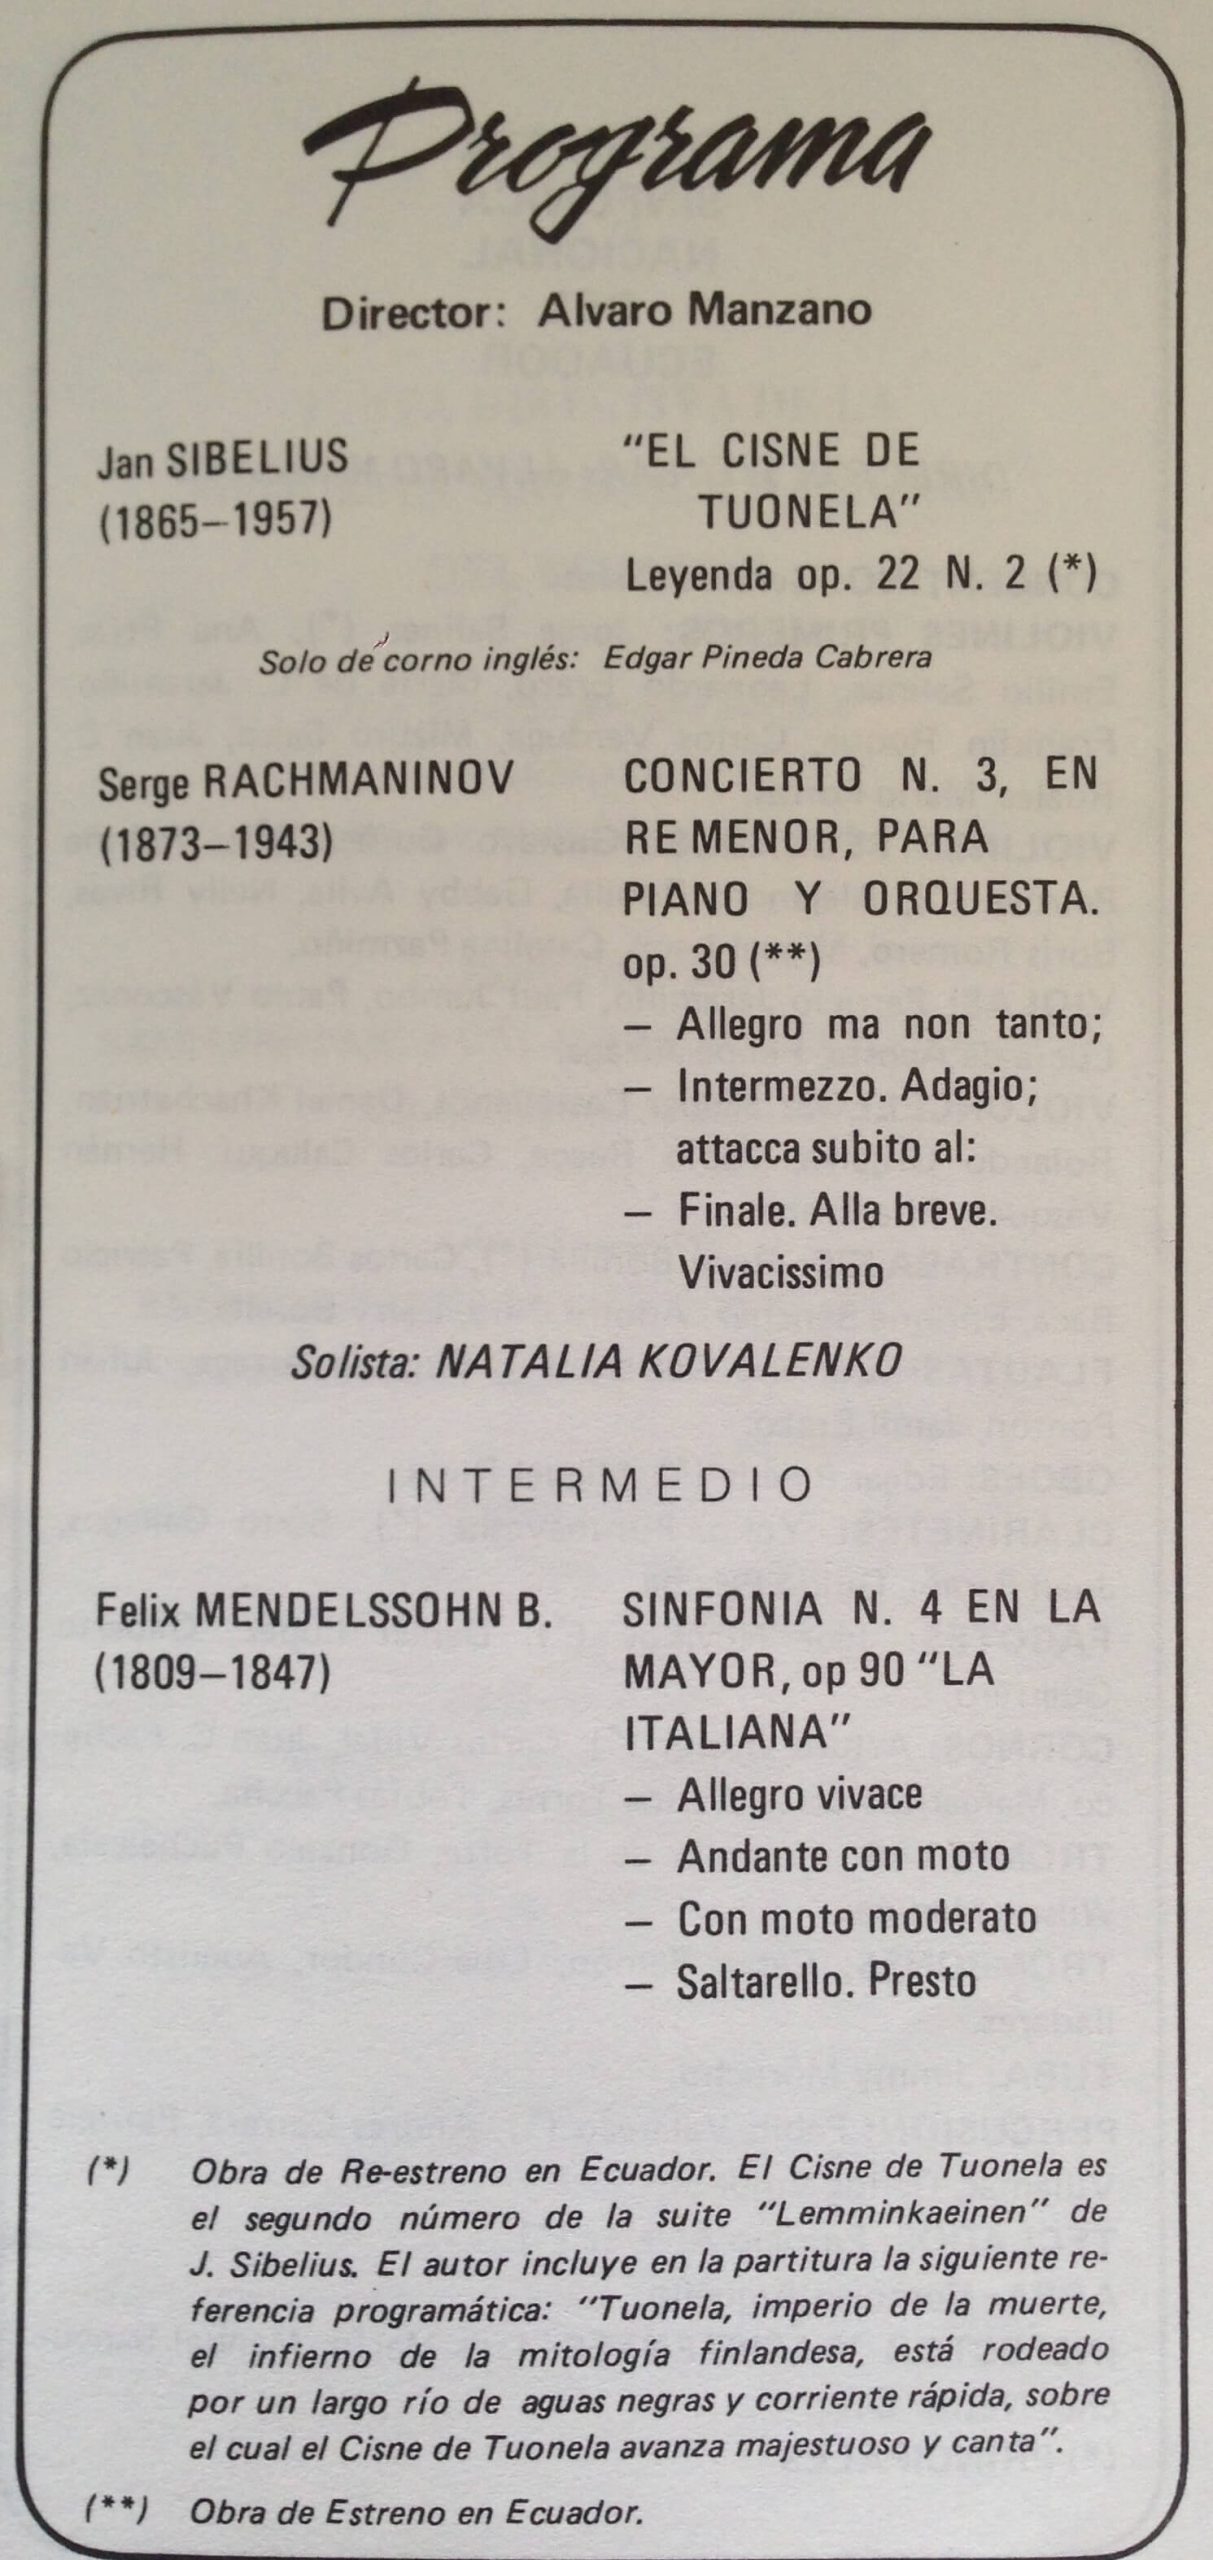 Programa
Director: Alvaro Manzano
Jan SIBELIUS
(1865–1957)
"EL CISNE DE
TUONELA"
Leyenda op. 22 N. 2 (*)
Solo de corno inglés: Edgar Pineda Cabrera
Serge RACHMANINOV
(1873–1943)
CONCIERTO N. 3, EN
RE MENOR, PARA
PIANO Y ORQUESTA.
op. 30 (**)
– Allegro ma non tanto;
– Intermezzo. Adagio;
attacca subito al:
– Finale. Alla breve.
Vivacissimo
Solista: NATALIA KOVALENKO
INTERMEDIO
Felix MENDELSSOHN B.
(1809–1847)
SINFONIA N. 4 EN LA
MAYOR, op 90 "LA
ITALIANA"
– Allegro vivace
– Andante con moto
– Con moto moderato
– Saltarello. Presto
(*) Obra de Re-estreno en Ecuador. El Cisne de Tuonela es
el segundo número de la suite "Lemminkaeinen" de
J. Sibelius. El autor incluye en la partitura la siguiente re-
ferencia programática: "Tuonela, imperio de la muerte,
el infierno de la mitología finlandesa, está rodeado
por un largo río de aguas negras y corriente rápida, sobre
el cual el Cisne de Tuonela avanza majestuoso y canta".
(**) Obra de Estreno en Ecuador.